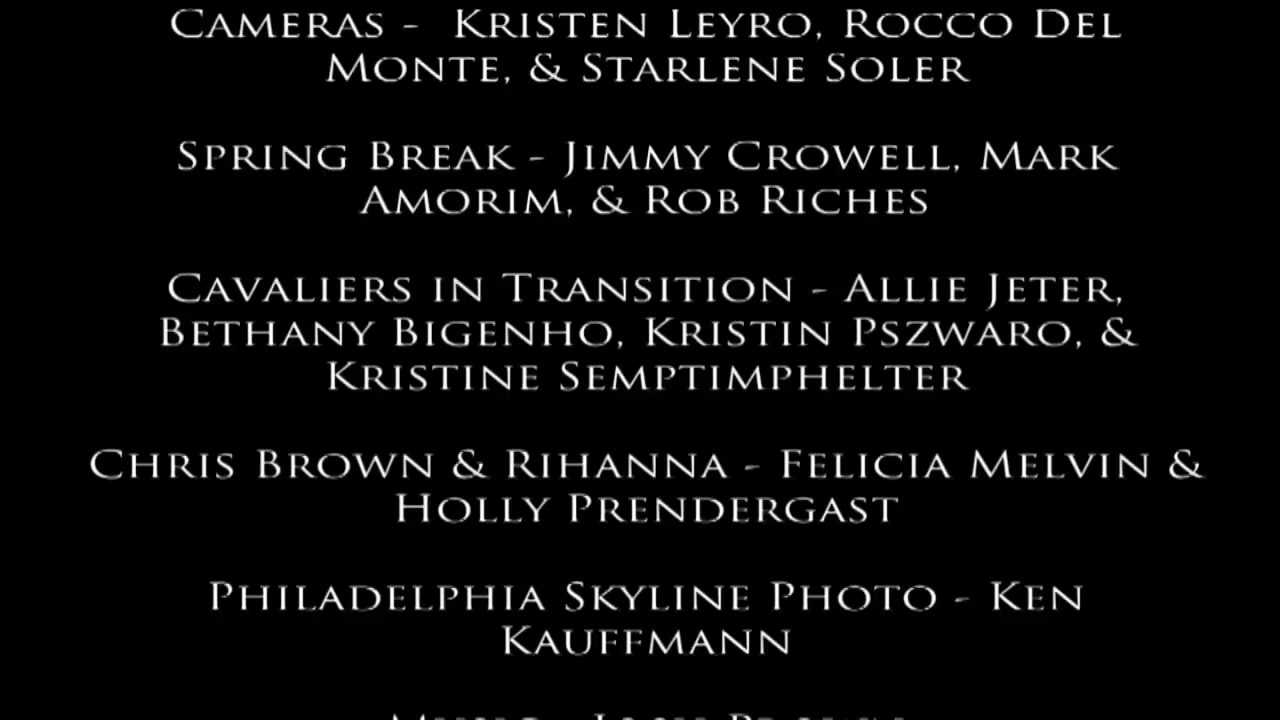 Cameras -  Kristen Leyro, Rocco Del
Monte, & Starlene Soler
Spring Break - Jimmy Crowell, Mark
Amorim, & Rob Riches
Cavaliers in Transition - Allie Jeter,
Bethany Bigenho, Kristin Pszwaro, &
Kristine Semptimphelter
Chris Brown & Rihanna - Felicia Melvin &
Holly Prendergast
Philadelphia Skyline Photo - Ken
Kauffmann